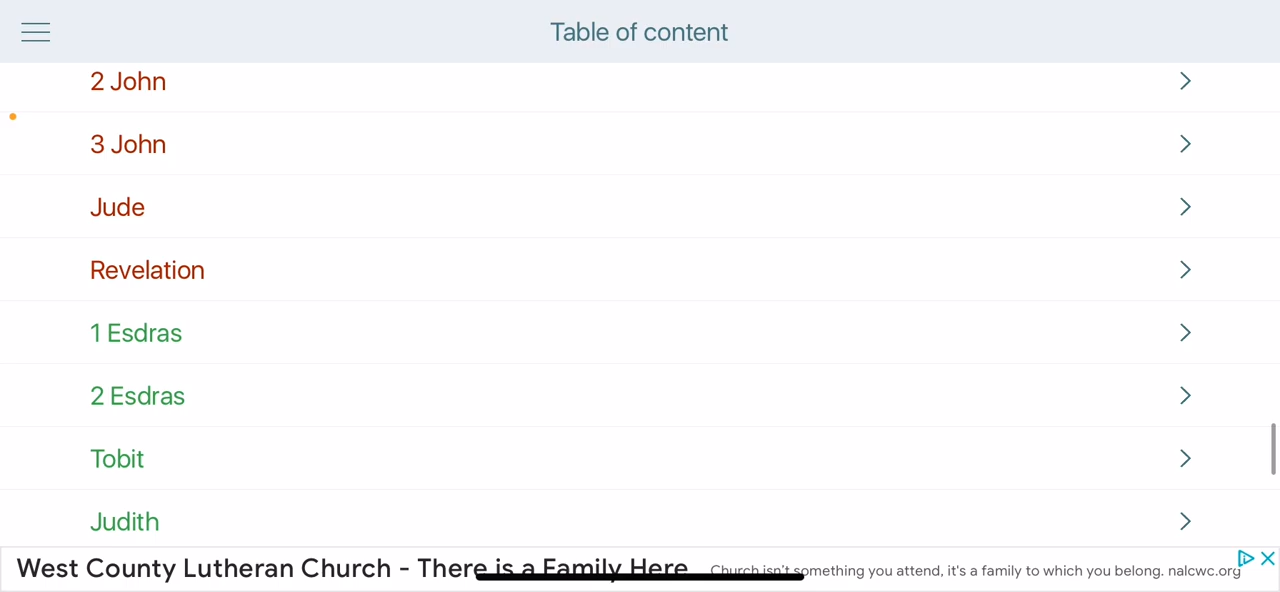 Table of content
2 John
3 John
Jude
Revelation
1 Esdras
2 Esdras
Tobit
Judith
West County Lutheran Church - There is a Family Here
Church isn't something you attend, it's a family to which you belong. nalcwc.org